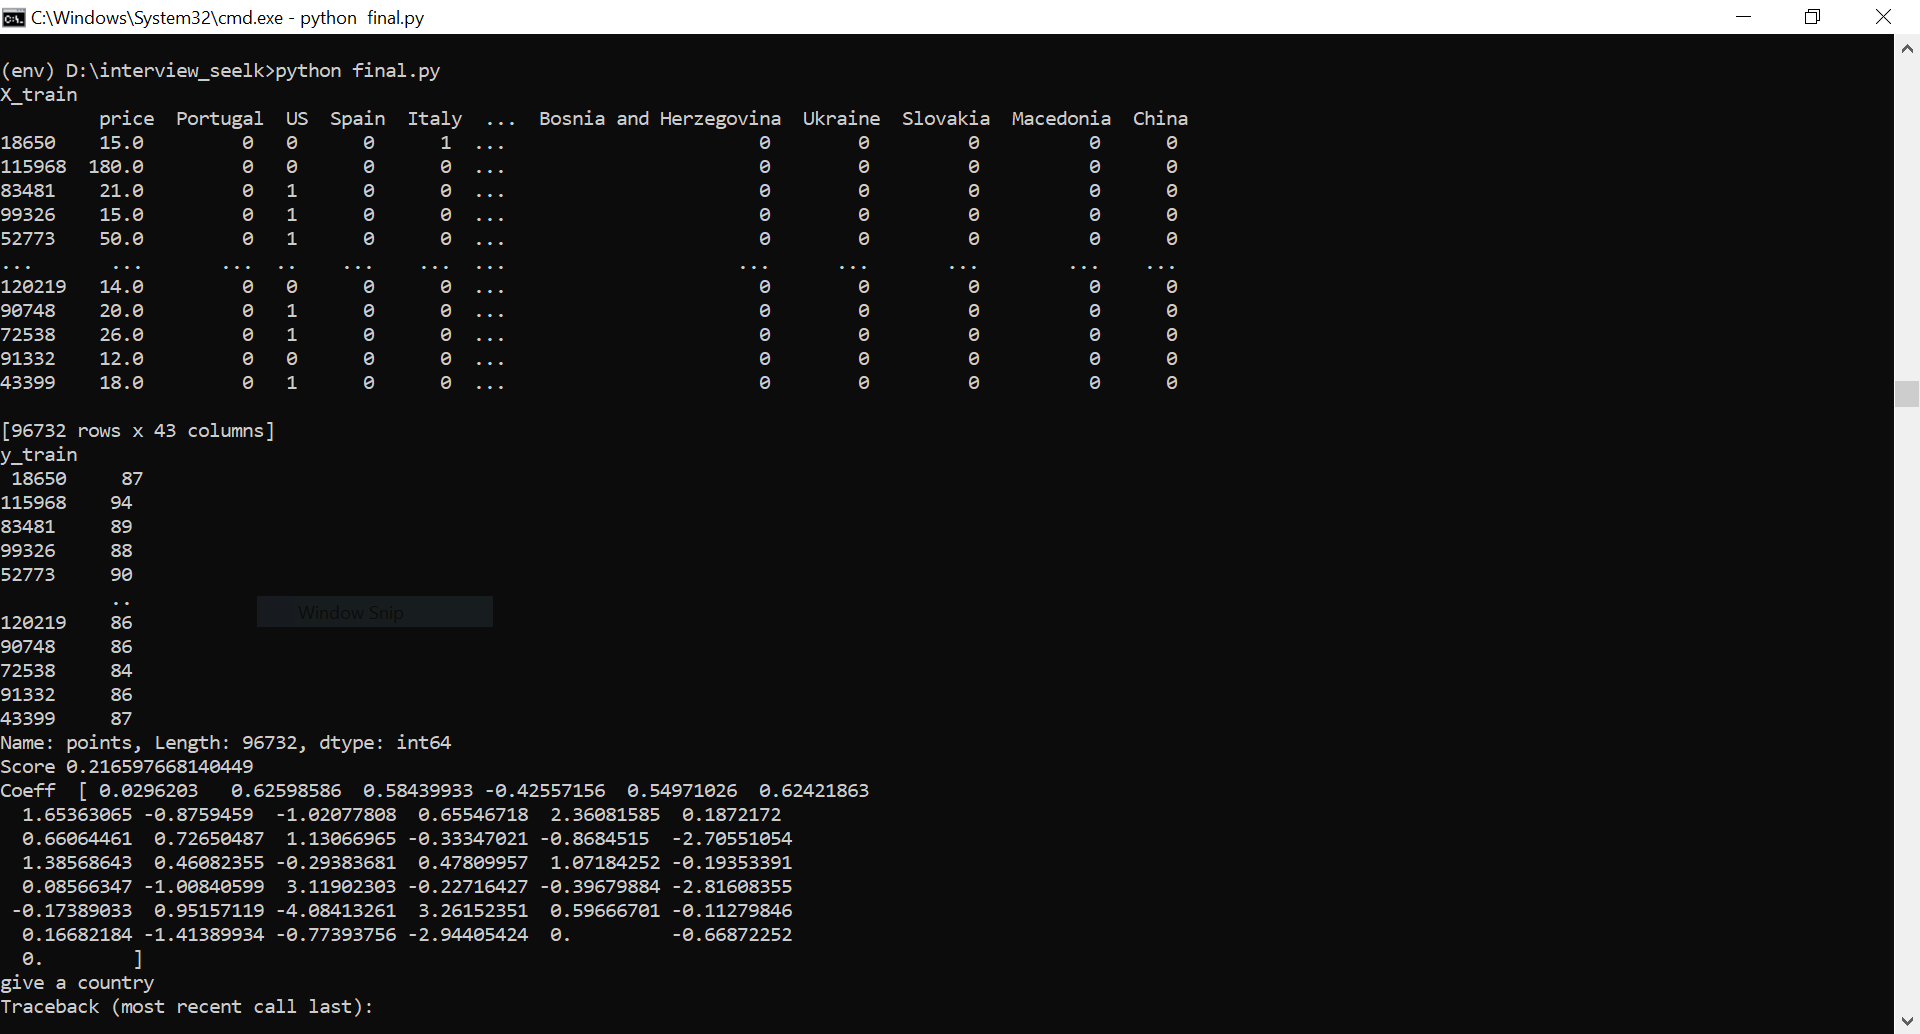 C:\Windows\System32\cmd.exe - python  final.py
(env) D:\interview_seelk>python final.py
X_train
         price  Portugal  US  Spain  Italy  ...  Bosnia and Herzegovina  Ukraine  Slovakia  Macedonia  China
18650    15.0         0   0      0      1  ...                       0        0         0          0      0
115968  180.0         0   0      0      0  ...                       0        0         0          0      0
83481    21.0         0   1      0      0  ...                       0        0         0          0      0
99326    15.0         0   1      0      0  ...                       0        0         0          0      0
52773    50.0         0   1      0      0  ...                       0        0         0          0      0
...       ...       ...  ..    ...    ...  ...                     ...      ...       ...        ...    ...
120219   14.0         0   0      0      0  ...                       0        0         0          0      0
90748    20.0         0   1      0      0  ...                       0        0         0          0      0
72538    26.0         0   1      0      0  ...                       0        0         0          0      0
91332    12.0         0   0      0      0  ...                       0        0         0          0      0
43399    18.0         0   1      0      0  ...                       0        0         0          0      0
[96732 rows x 43 columns]
y_train
 18650     87
115968    94
83481     89
99326     88
52773     90
          ..
Window Snip
120219    86
90748     86
72538     84
91332     86
43399     87
Name: points, Length: 96732, dtype: int64
Score 0.216597668140449
Coeff  [ 0.0296203   0.62598586  0.58439933 -0.42557156  0.54971026  0.62421863
  1.65363065 -0.8759459  -1.02077808  0.65546718  2.36081585  0.1872172
  0.66064461  0.72650487  1.13066965 -0.33347021 -0.8684515  -2.70551054
  1.38568643  0.46082355 -0.29383681  0.47809957  1.07184252 -0.19353391
  0.08566347 -1.00840599  3.11902303 -0.22716427 -0.39679884 -2.81608355
 -0.17389033  0.95157119 -4.08413261  3.26152351  0.59666701 -0.11279846
  0.16682184 -1.41389934 -0.77393756 -2.94405424  0.         -0.66872252
  0.        ]
give a country
Traceback (most recent call last):